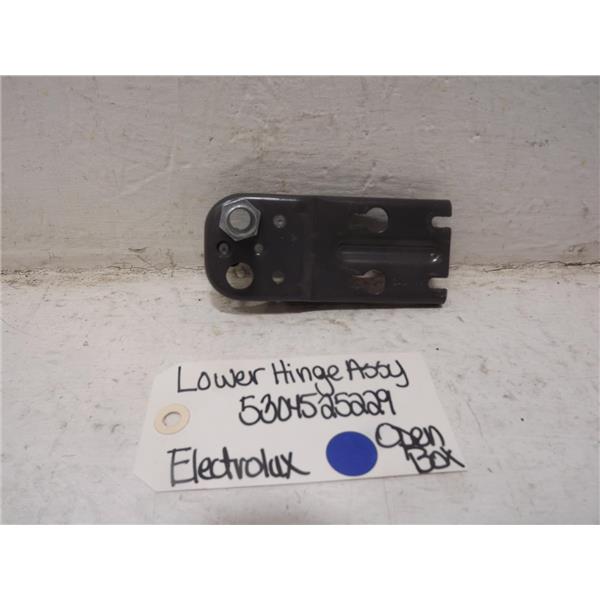 Lower Hinge Assy
5304525229
Electrolux
Open
Box